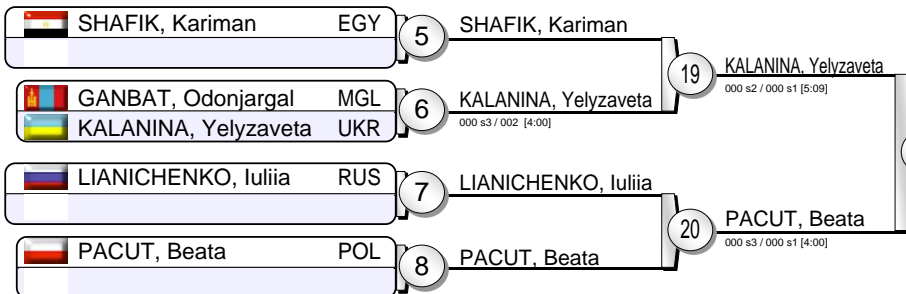 SHAFIK, Kariman EGY
5
SHAFIK, Kariman
GANBAT, Odonjargal MGL
KALANINA, Yelyzaveta UKR
6
KALANINA, Yelyzaveta
000 s3 / 002 [4:00]
19
KALANINA, Yelyzaveta
000 s2 / 000 s1 [5:09]
LIANICHENKO, Iuliia RUS
7
LIANICHENKO, Iuliia
PACUT, Beata POL
8
PACUT, Beata
20
PACUT, Beata
000 s3 / 000 s1 [4:00]